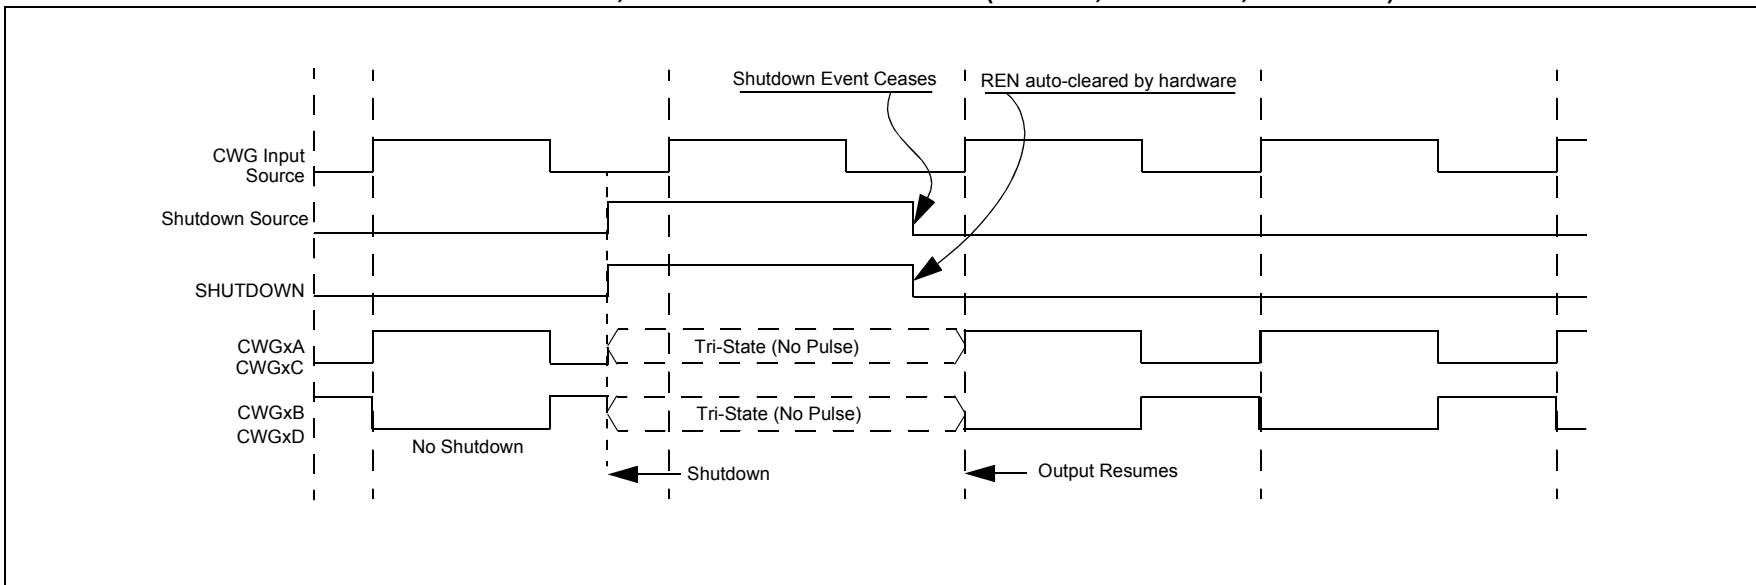 Shutdown Event Ceases
REN auto-cleared by hardware
CWG Input
Source
Shutdown Source
SHUTDOWN
CWGxA
CWGxC
Tri-State (No Pulse)
CWGxB
CWGxD
Tri-State (No Pulse)
No Shutdown
Shutdown
Output Resumes